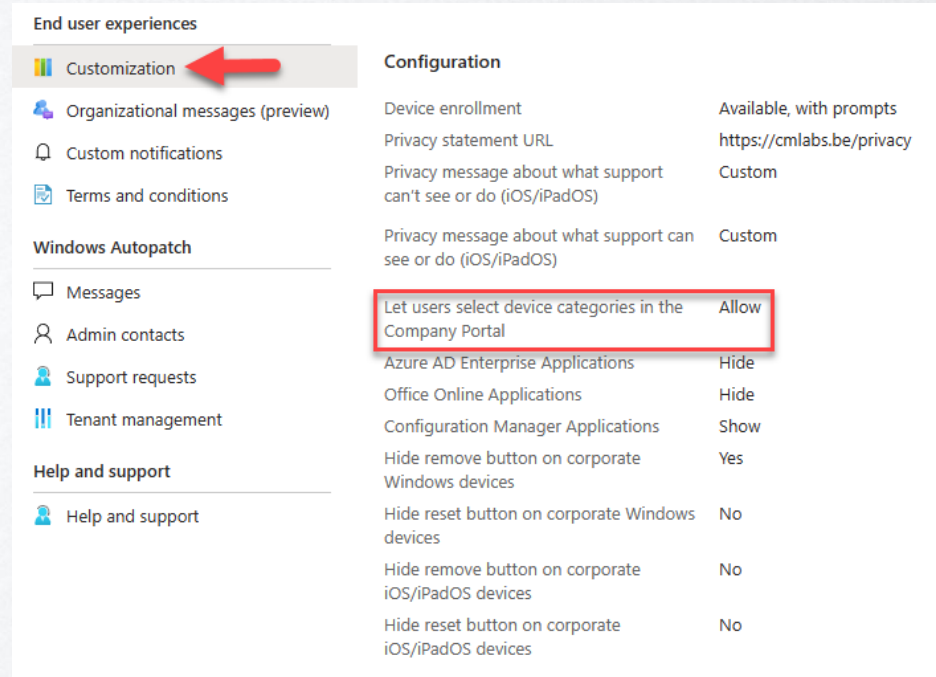 End user experiences
Customization
Organizational messages (preview)
Custom notifications
Terms and conditions
Windows Autopatch
Messages
Admin contacts
Support requests
Tenant management
Help and support
Help and support
Configuration
Device enrollment Available, with prompts
Privacy statement URL https://cmlabs.be/privacy
Privacy message about what support Custom
can't see or do (iOS/iPadOS)
Privacy message about what support can Custom
see or do (iOS/iPadOS)
Let users select device categories in the Allow
Company Portal
Azure AD Enterprise Applications Hide
Office Online Applications Hide
Configuration Manager Applications Show
Hide remove button on corporate Yes
Windows devices
Hide reset button on corporate Windows No
devices
Hide remove button on corporate No
iOS/iPadOS devices
Hide reset button on corporate No
iOS/iPadOS devices